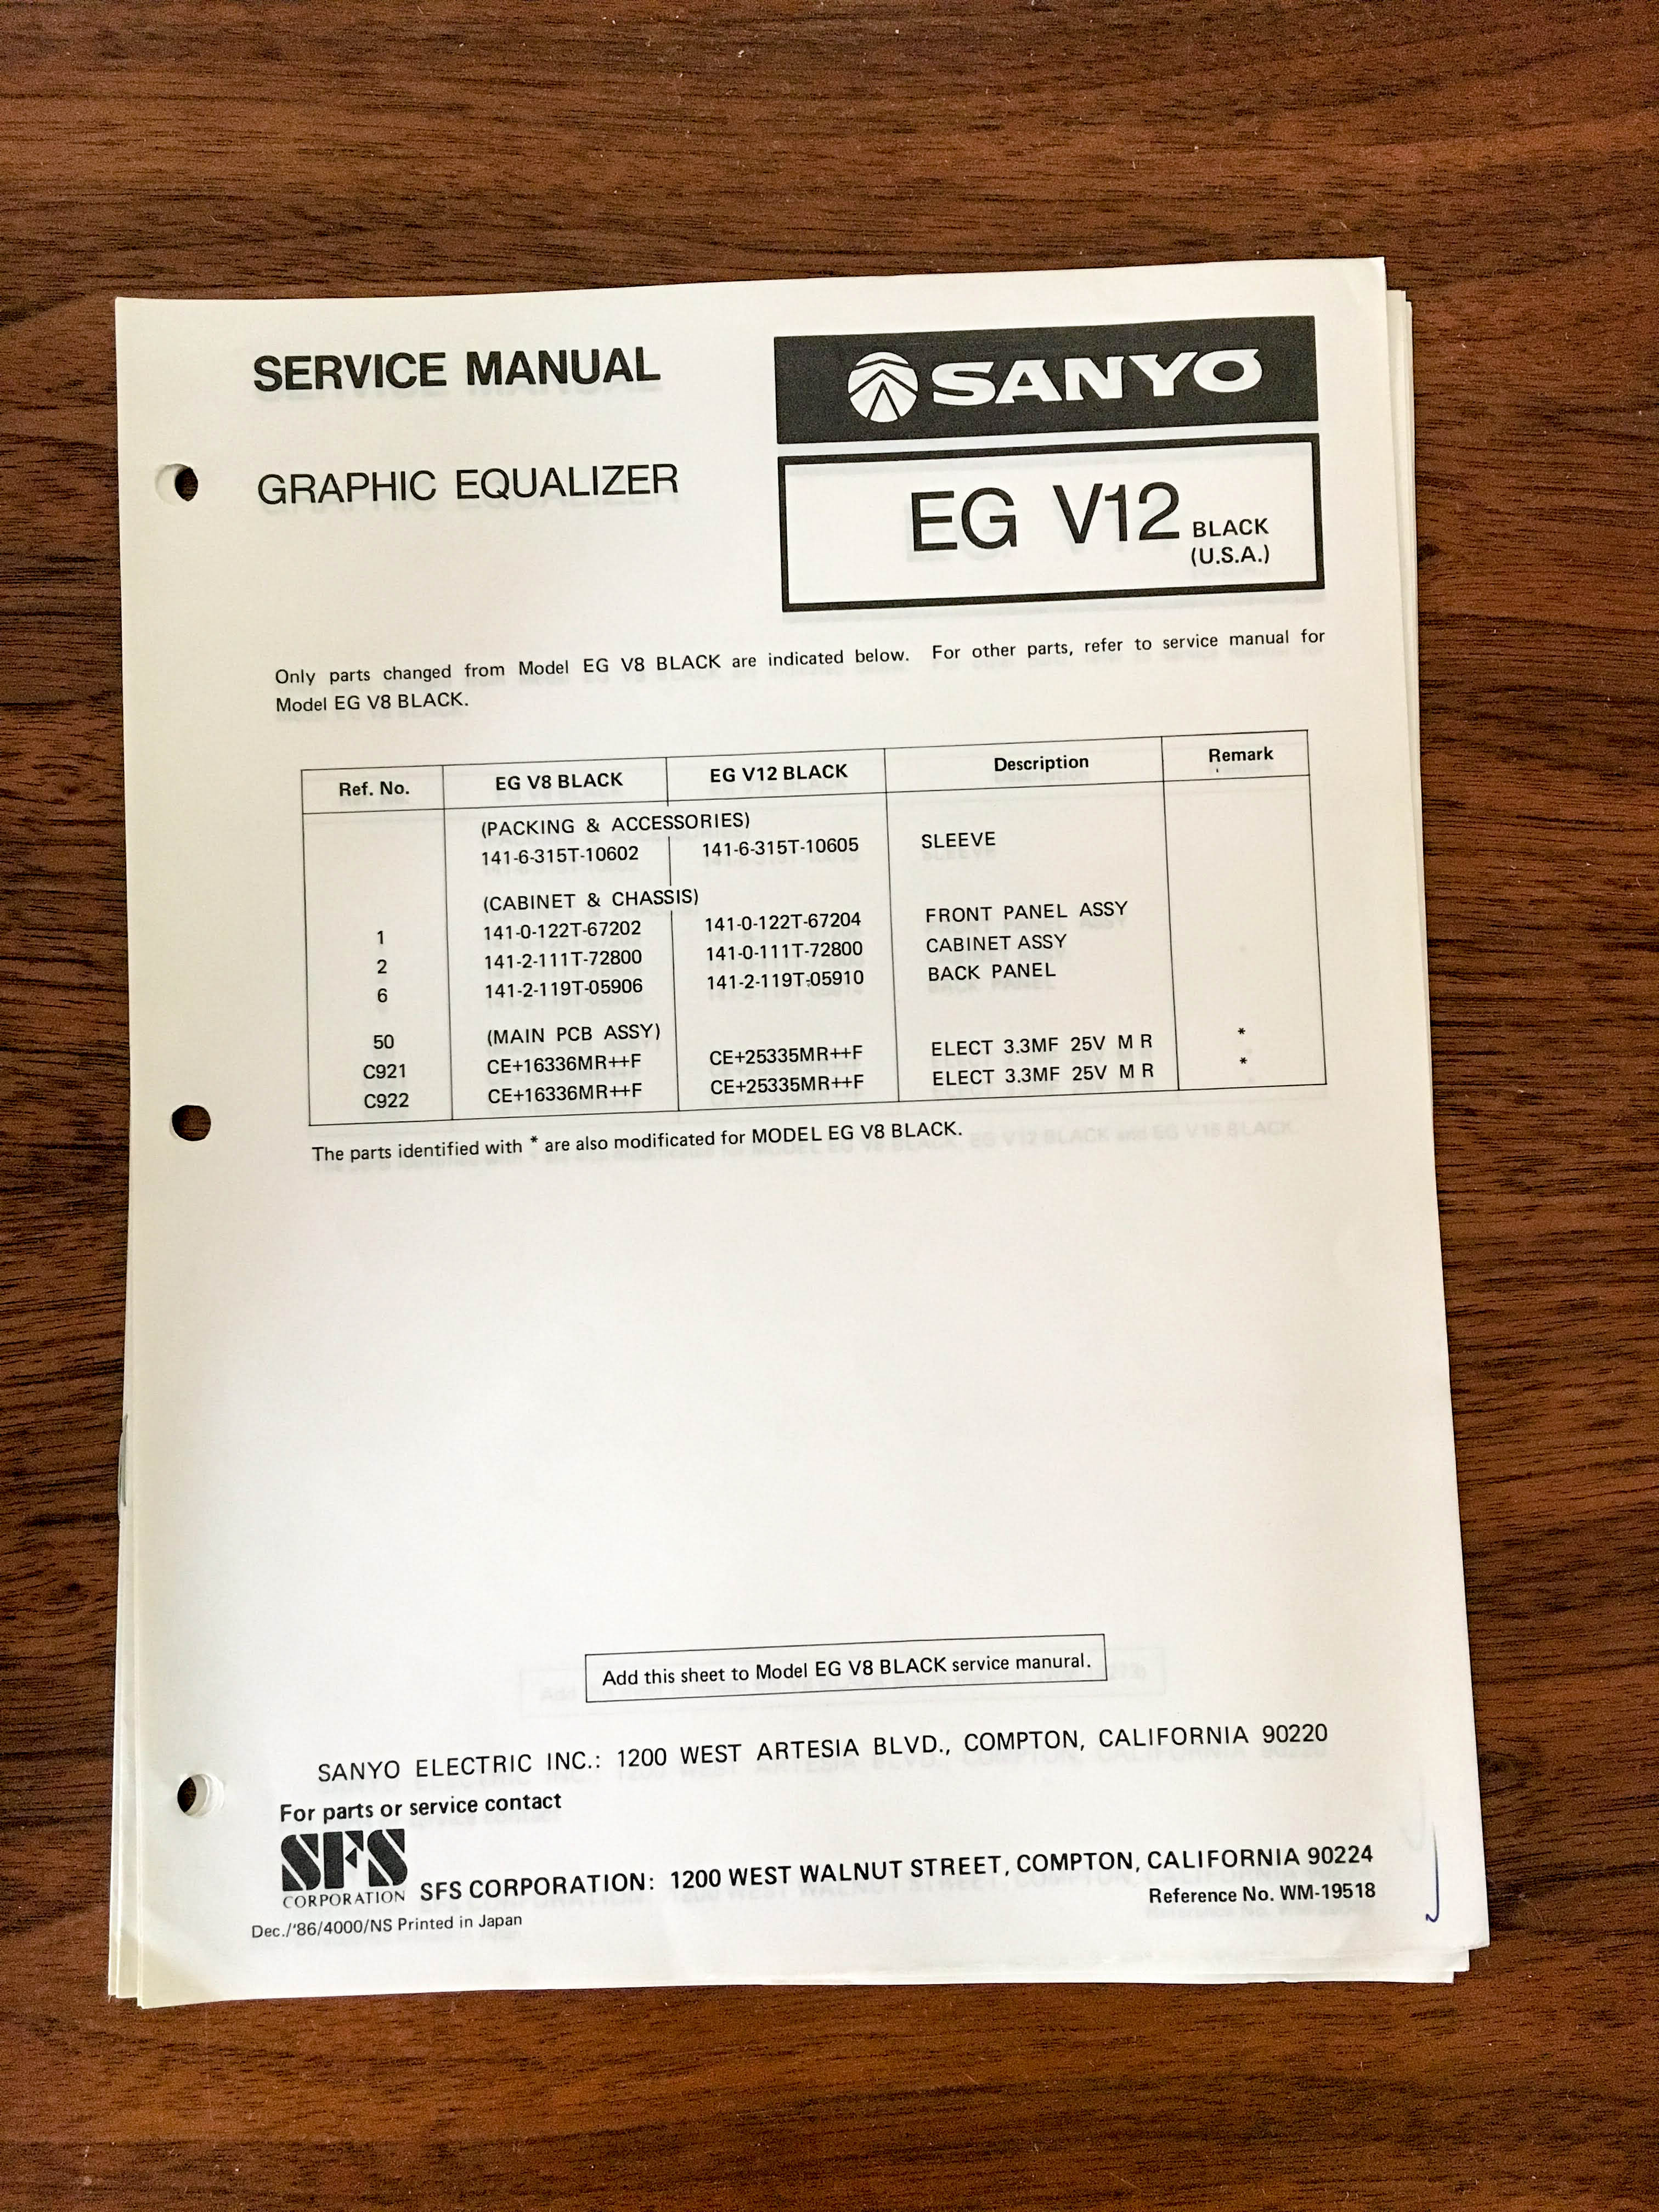 SERVICE MANUAL
SANYO
GRAPHIC EQUALIZER
EG V12 BLACK
(U.S.A.)
Only parts changed from Model EG V8 BLACK are indicated below. For other parts, refer to service manual for
Model EG V8 BLACK.
Ref. No. EG V8 BLACK EG V12 BLACK Description Remark
(PACKING & ACCESSORIES)
141-6-315T-10602 141-6-315T-10605 SLEEVE
(CABINET & CHASSIS)
1 141-0-122T-67202 141-0-122T-67204 FRONT PANEL ASSY
2 141-2-111T-72800 141-0-111T-72800 CABINET ASSY
6 141-2-119T-05906 141-2-119T-05910 BACK PANEL
50 (MAIN PCB ASSY)
C921 CE+16336MR++F CE+25335MR++F ELECT 3.3MF 25V M R *
C922 CE+16336MR++F CE+25335MR++F ELECT 3.3MF 25V M R *
The parts identified with * are also modificated for MODEL EG V8 BLACK.
Add this sheet to Model EG V8 BLACK service manural.
SANYO ELECTRIC INC.: 1200 WEST ARTESIA BLVD., COMPTON, CALIFORNIA 90220
For parts or service contact
SFS
CORPORATION
SFS CORPORATION: 1200 WEST WALNUT STREET, COMPTON, CALIFORNIA 90224
Reference No. WM-19518
Dec./'86/4000/NS Printed in Japan